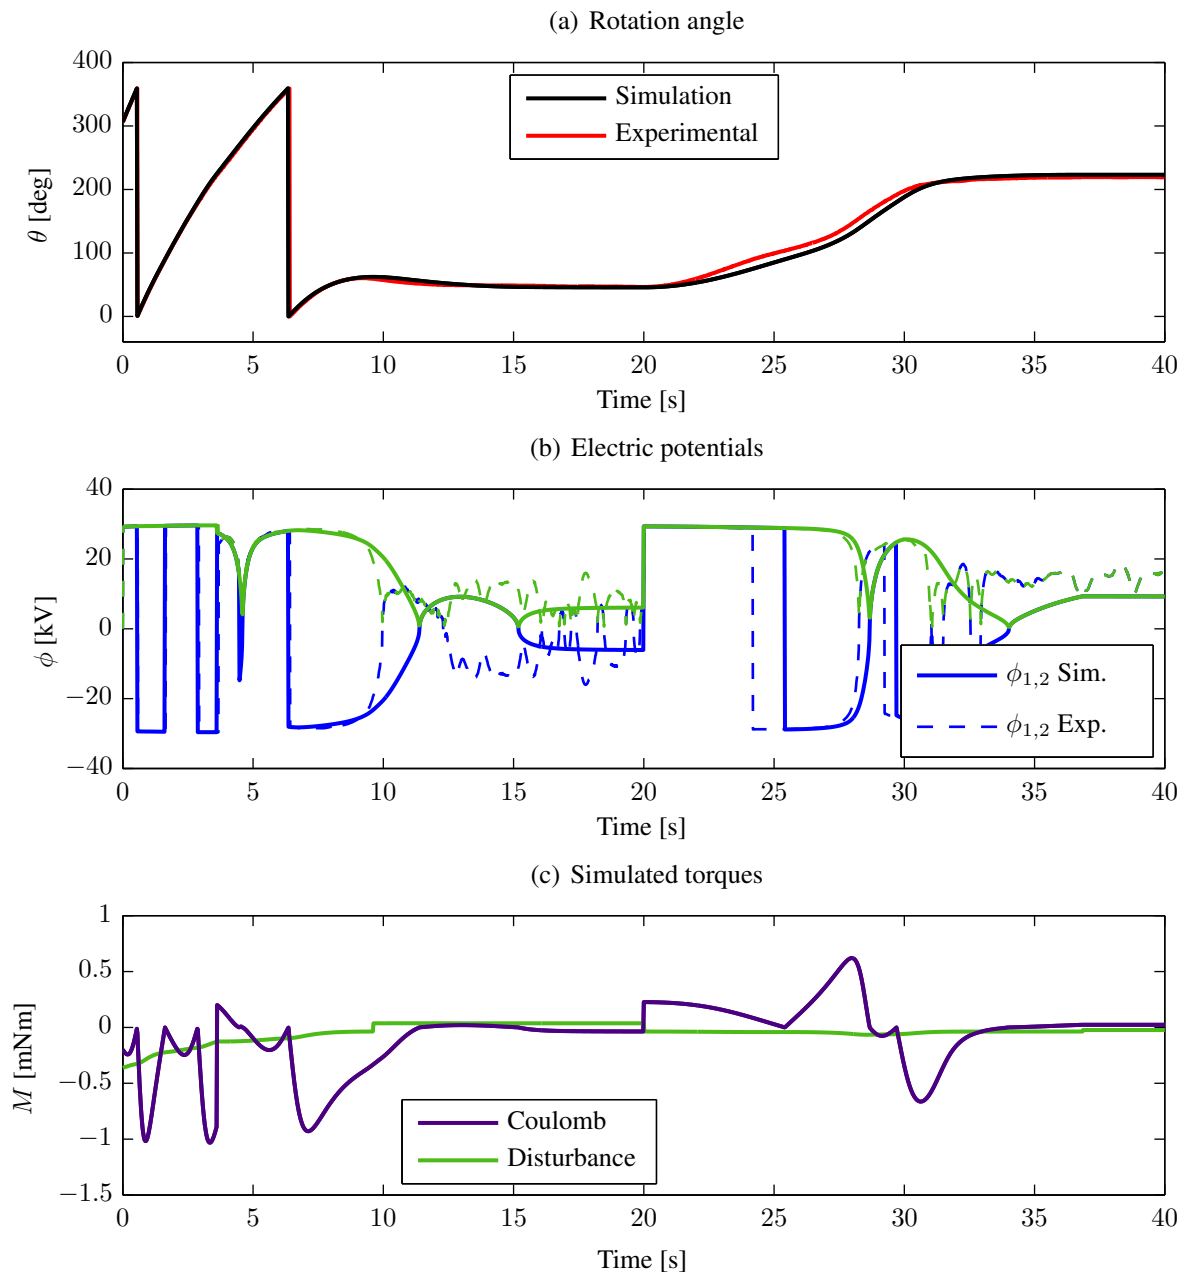 (a) Rotation angle
400
300
200
100
0
θ [deg]
Simulation
Experimental
0 5 10 15 20 25 30 35 40
Time [s]
(b) Electric potentials
40
20
0
−20
−40
ϕ [kV]
ϕ1,2 Sim.
ϕ1,2 Exp.
0 5 10 15 20 25 30 35 40
Time [s]
(c) Simulated torques
1
0.5
0
−0.5
−1
−1.5
M [mNm]
Coulomb
Disturbance
0 5 10 15 20 25 30 35 40
Time [s]